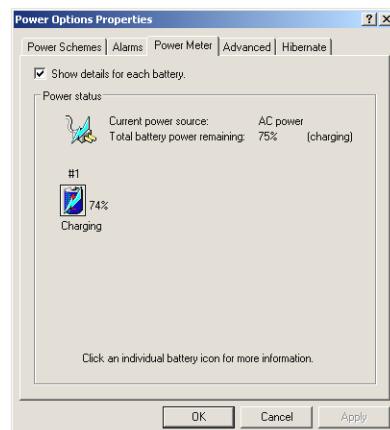 Power Options Properties
Power Schemes Alarms Power Meter Advanced Hibernate
Show details for each battery.
Power status
Current power source: AC power
Total battery power remaining: 75% (charging)
#1
74%
Charging
Click an individual battery icon for more information.
OK Cancel Apply